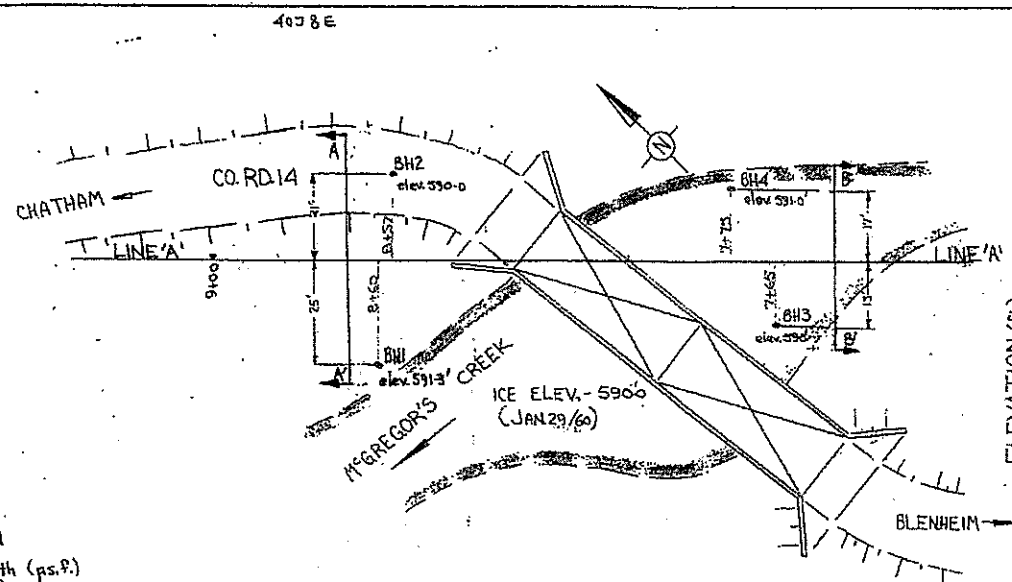 4038E
A
BH2
elev. 590-0
CO. RD. 14
CHATHAM
21'
8+57
N
BH4
elev. 591-0'
B'
17'
7+75
LINE 'A'
LINE 'A'
9+00
25'
8+60
7+65
13'
BH3
B
BH1
elev. 591-3'
A'
McGREGOR'S CREEK
ICE ELEV. - 590'0
(JAN. 29/60)
ELEVATION
BLENHEIM
th (p.s.f.)